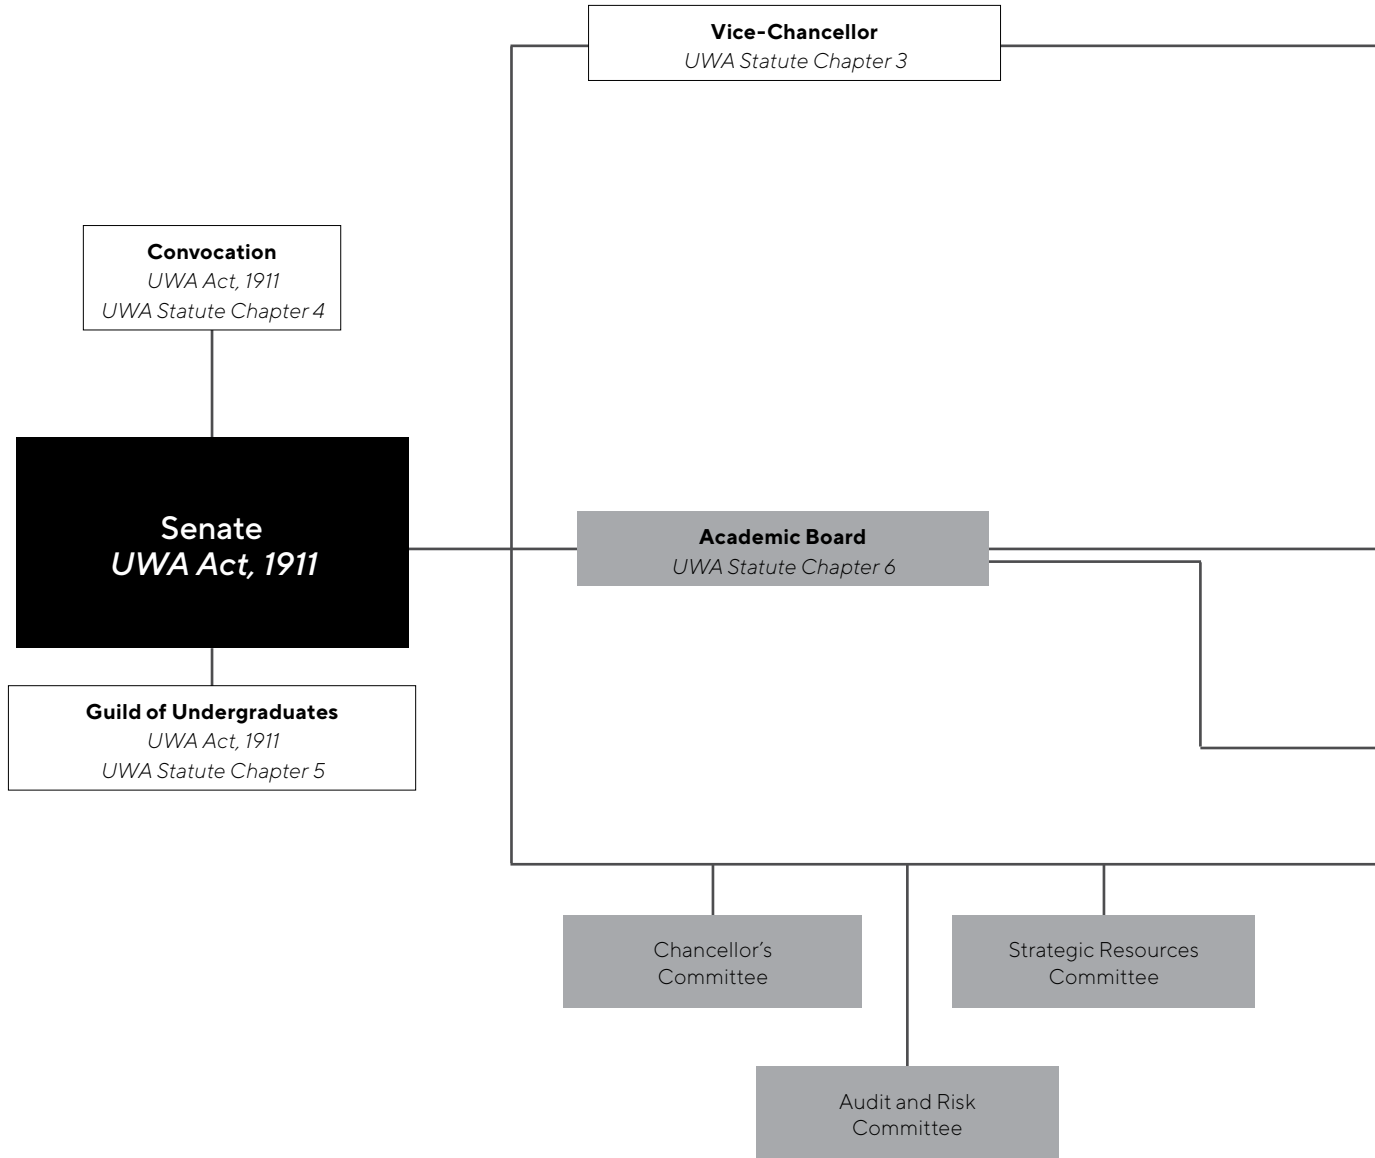 Vice-Chancellor
UWA Statute Chapter 3
Convocation
UWA Act, 1911
UWA Statute Chapter 4
Senate
UWA Act, 1911
Academic Board
UWA Statute Chapter 6
Guild of Undergraduates
UWA Act, 1911
UWA Statute Chapter 5
Chancellor’s
Committee
Strategic Resources
Committee
Audit and Risk
Committee